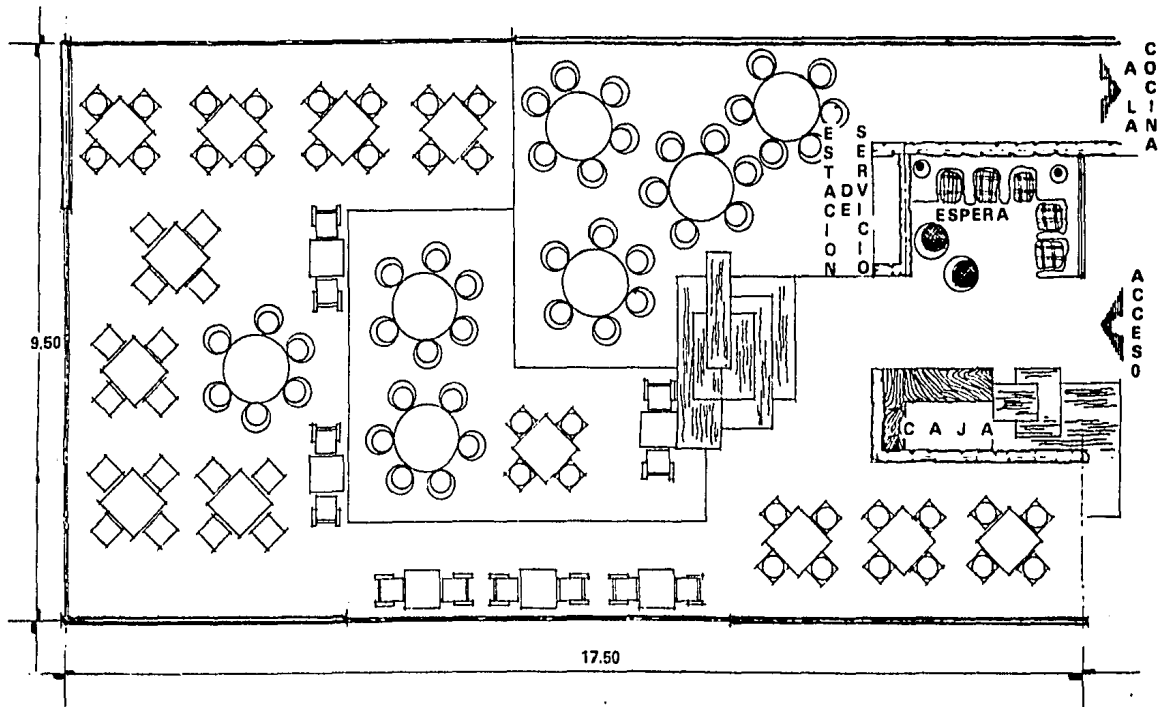 A LA
COCINA
ESTACION
DE
SERVICIO
ESPERA
ACCESO
9.50
CAJA
17.50